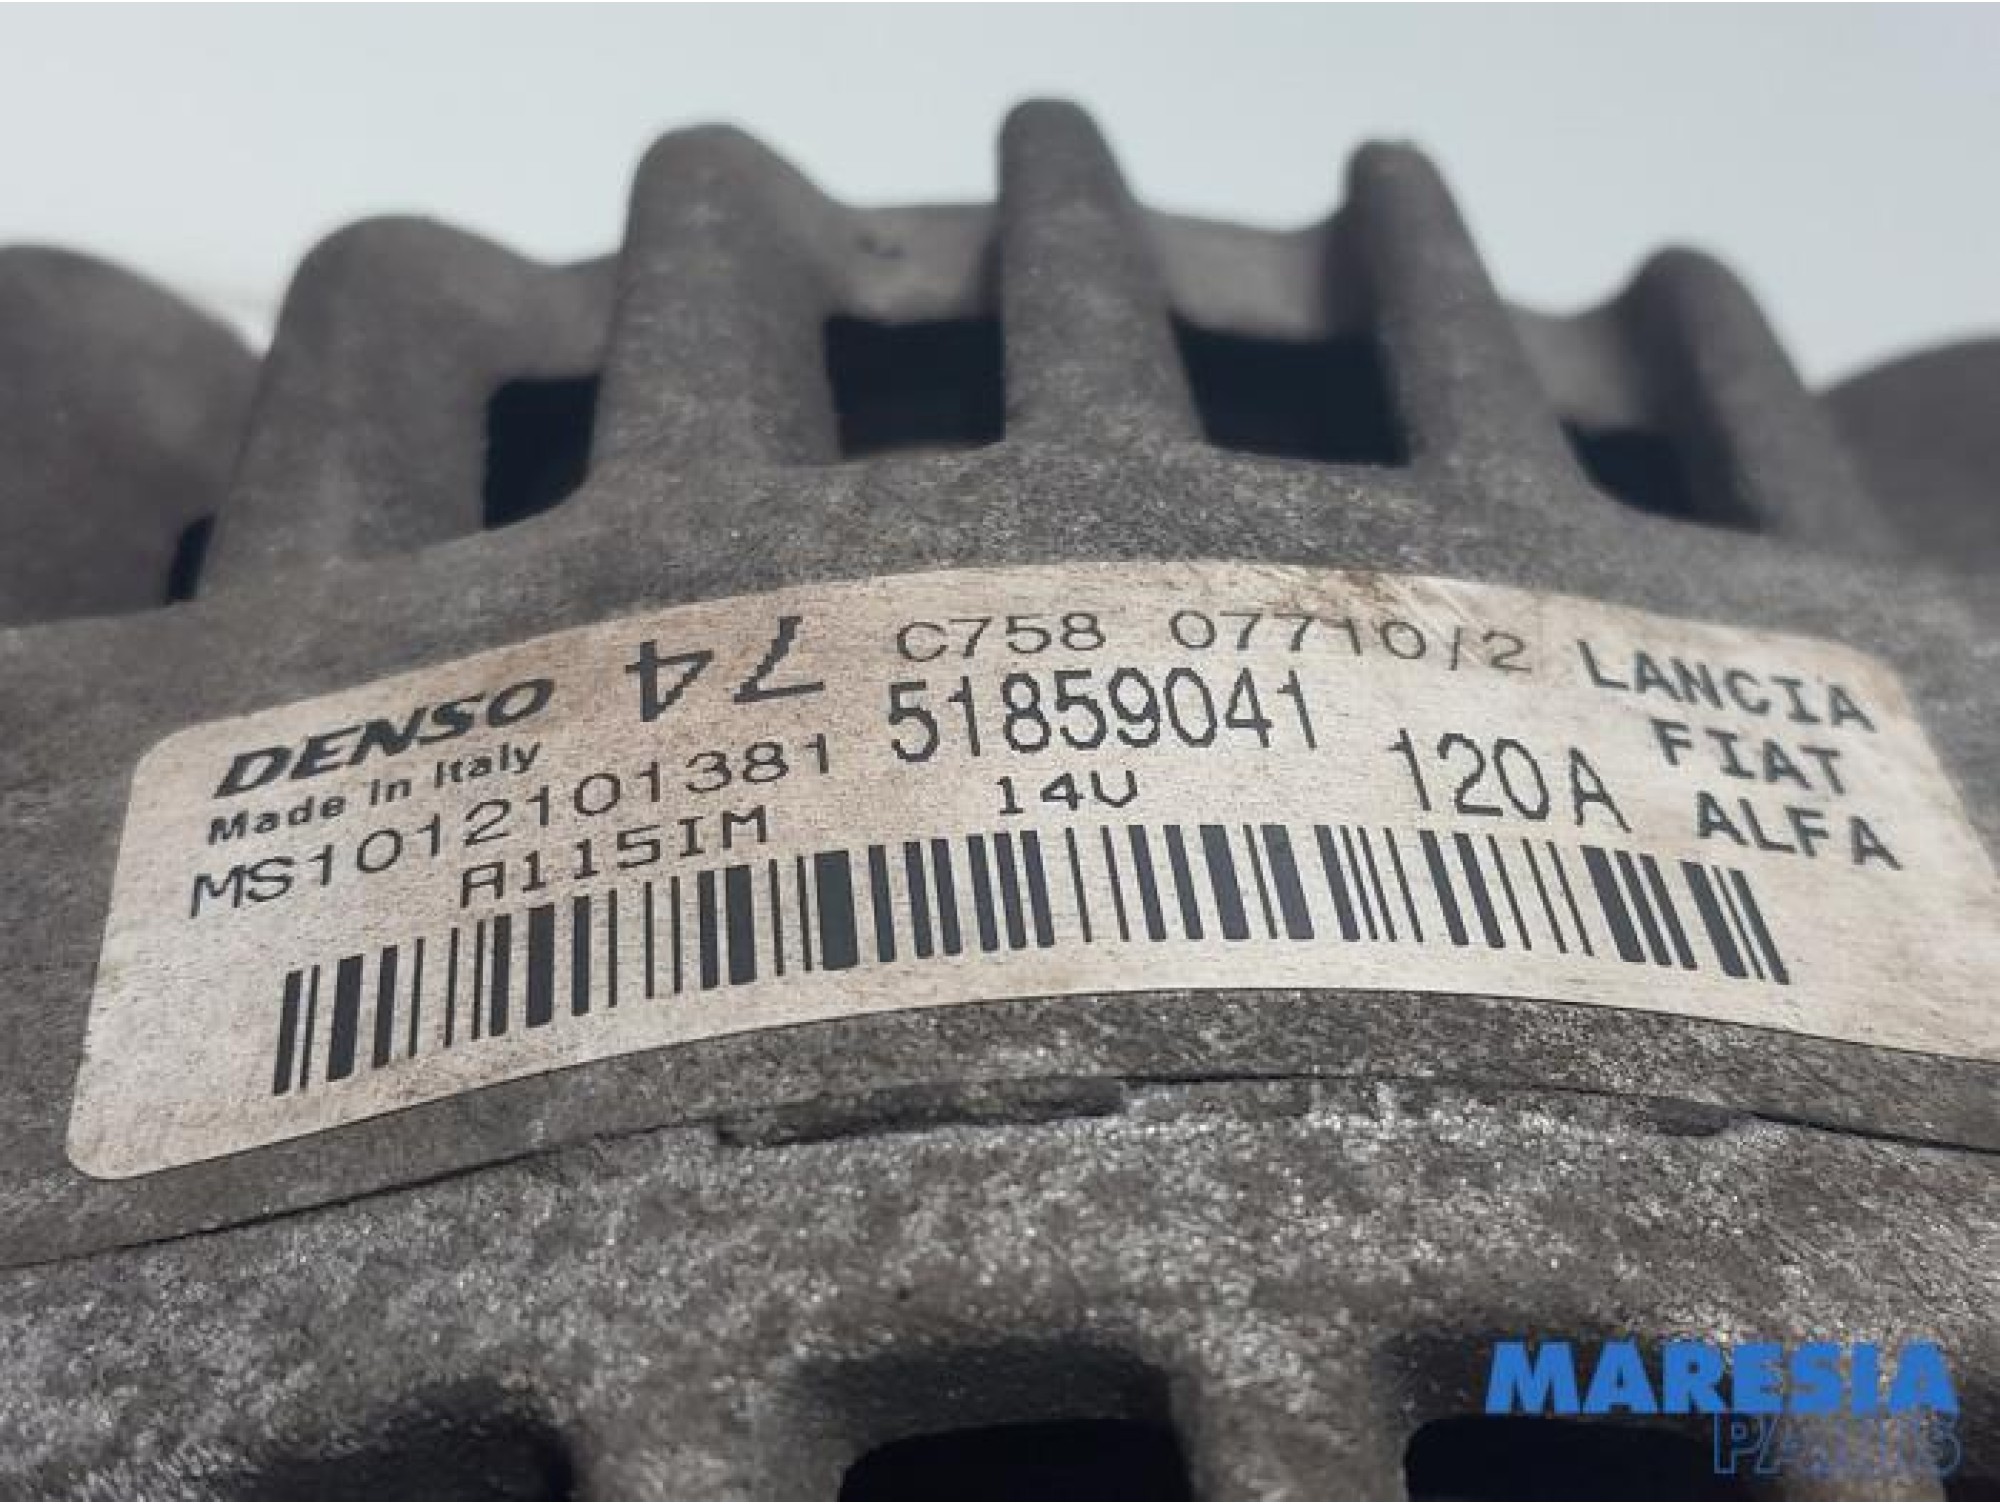 DENSO
Made in Italy
MS1012101381
A115IM
74
C758 07710/2
51859041
14V
120A
LANCIA
FIAT
ALFA
MARESIA
PARTS